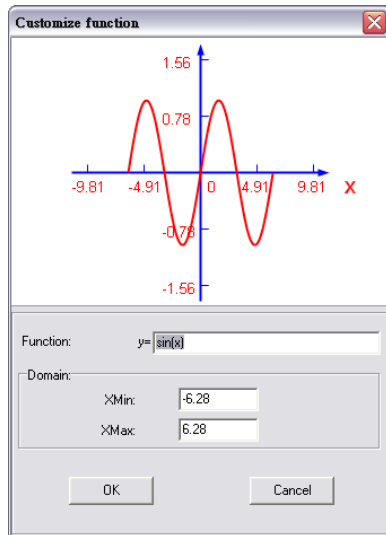 Customize function
1.56
0.78
-9.81 -4.91 0 4.91 9.81 X
-0.78
-1.56
Function: y= sin(x)
Domain:
XMin: -6.28
XMax: 6.28
OK Cancel